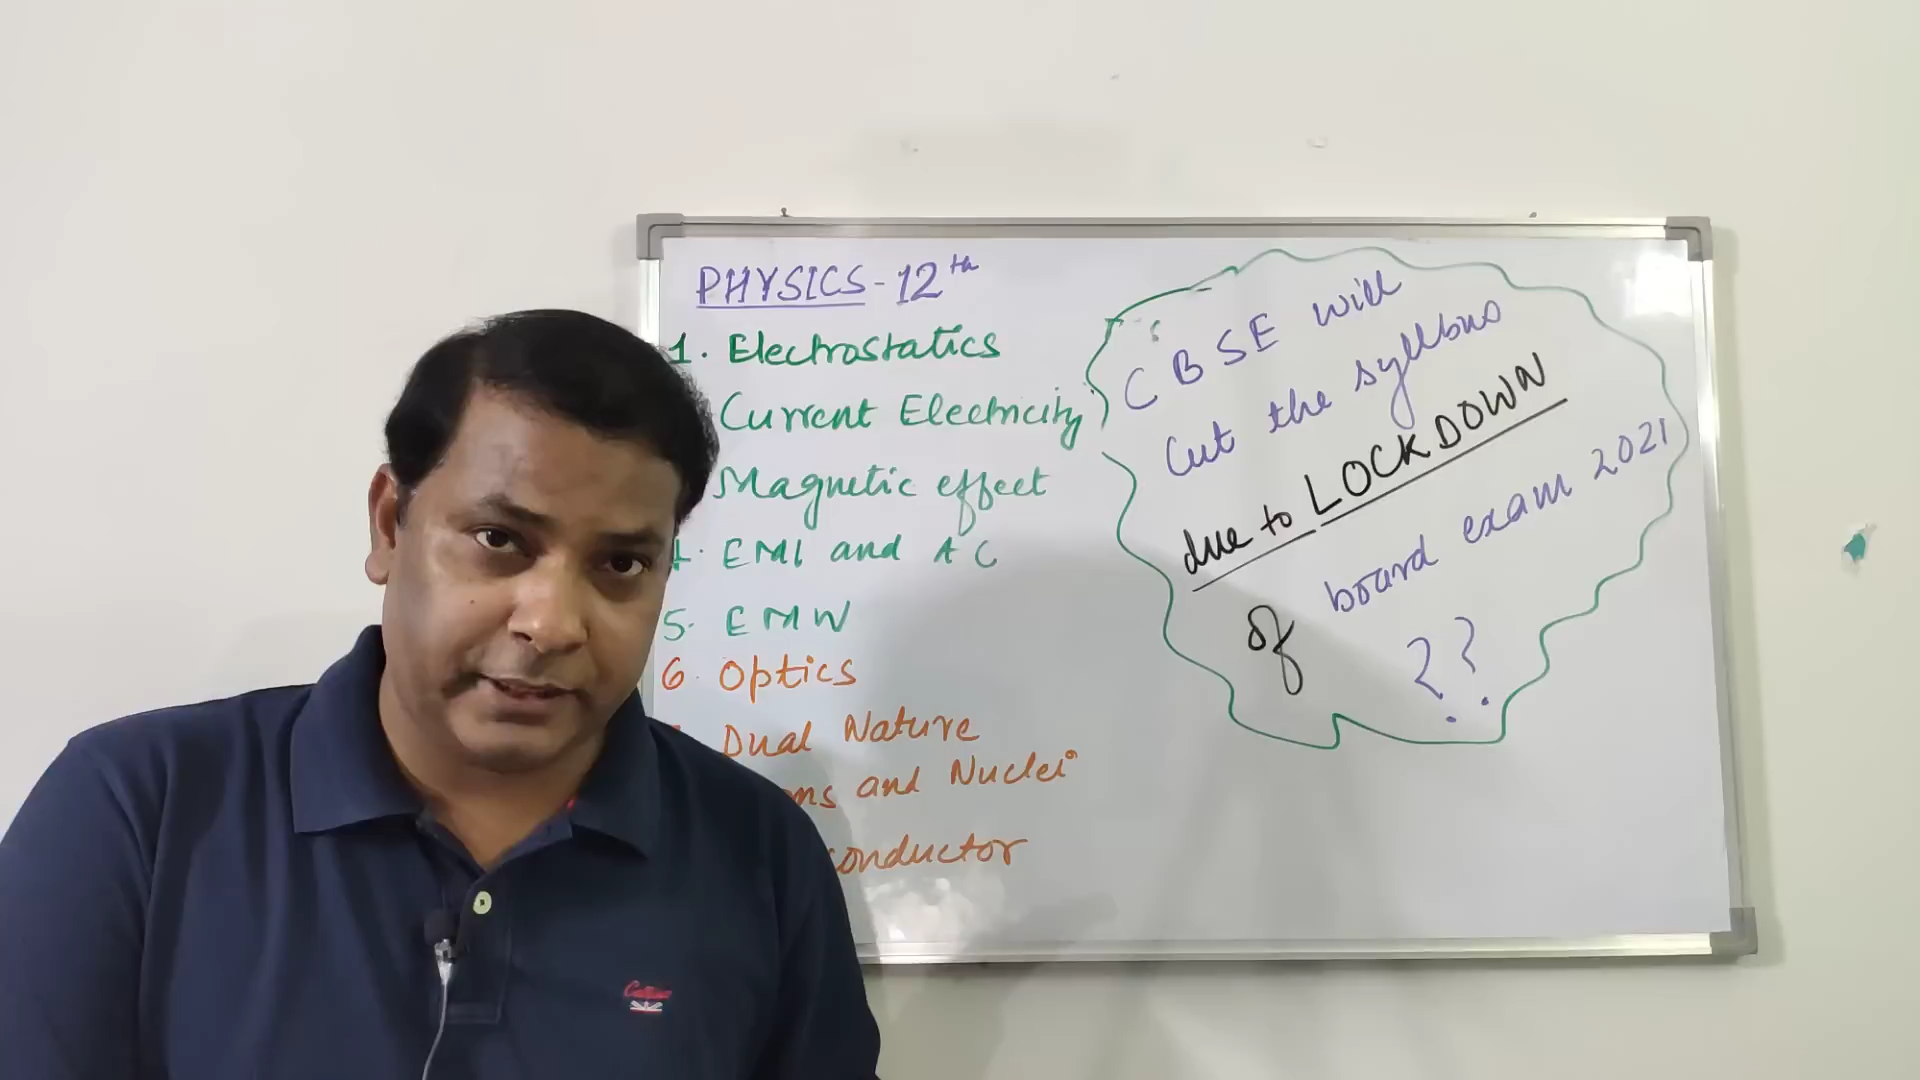 PHYSICS - 12th
1. Electrostatics
Current Electricity
Magnetic effect
EMI and AC
5. EMW
6. Optics
Dual Nature
and Nuclei
conductor
CBSE will
Cut the syllbus
due to LOCKDOWN
of board exam 2021
??